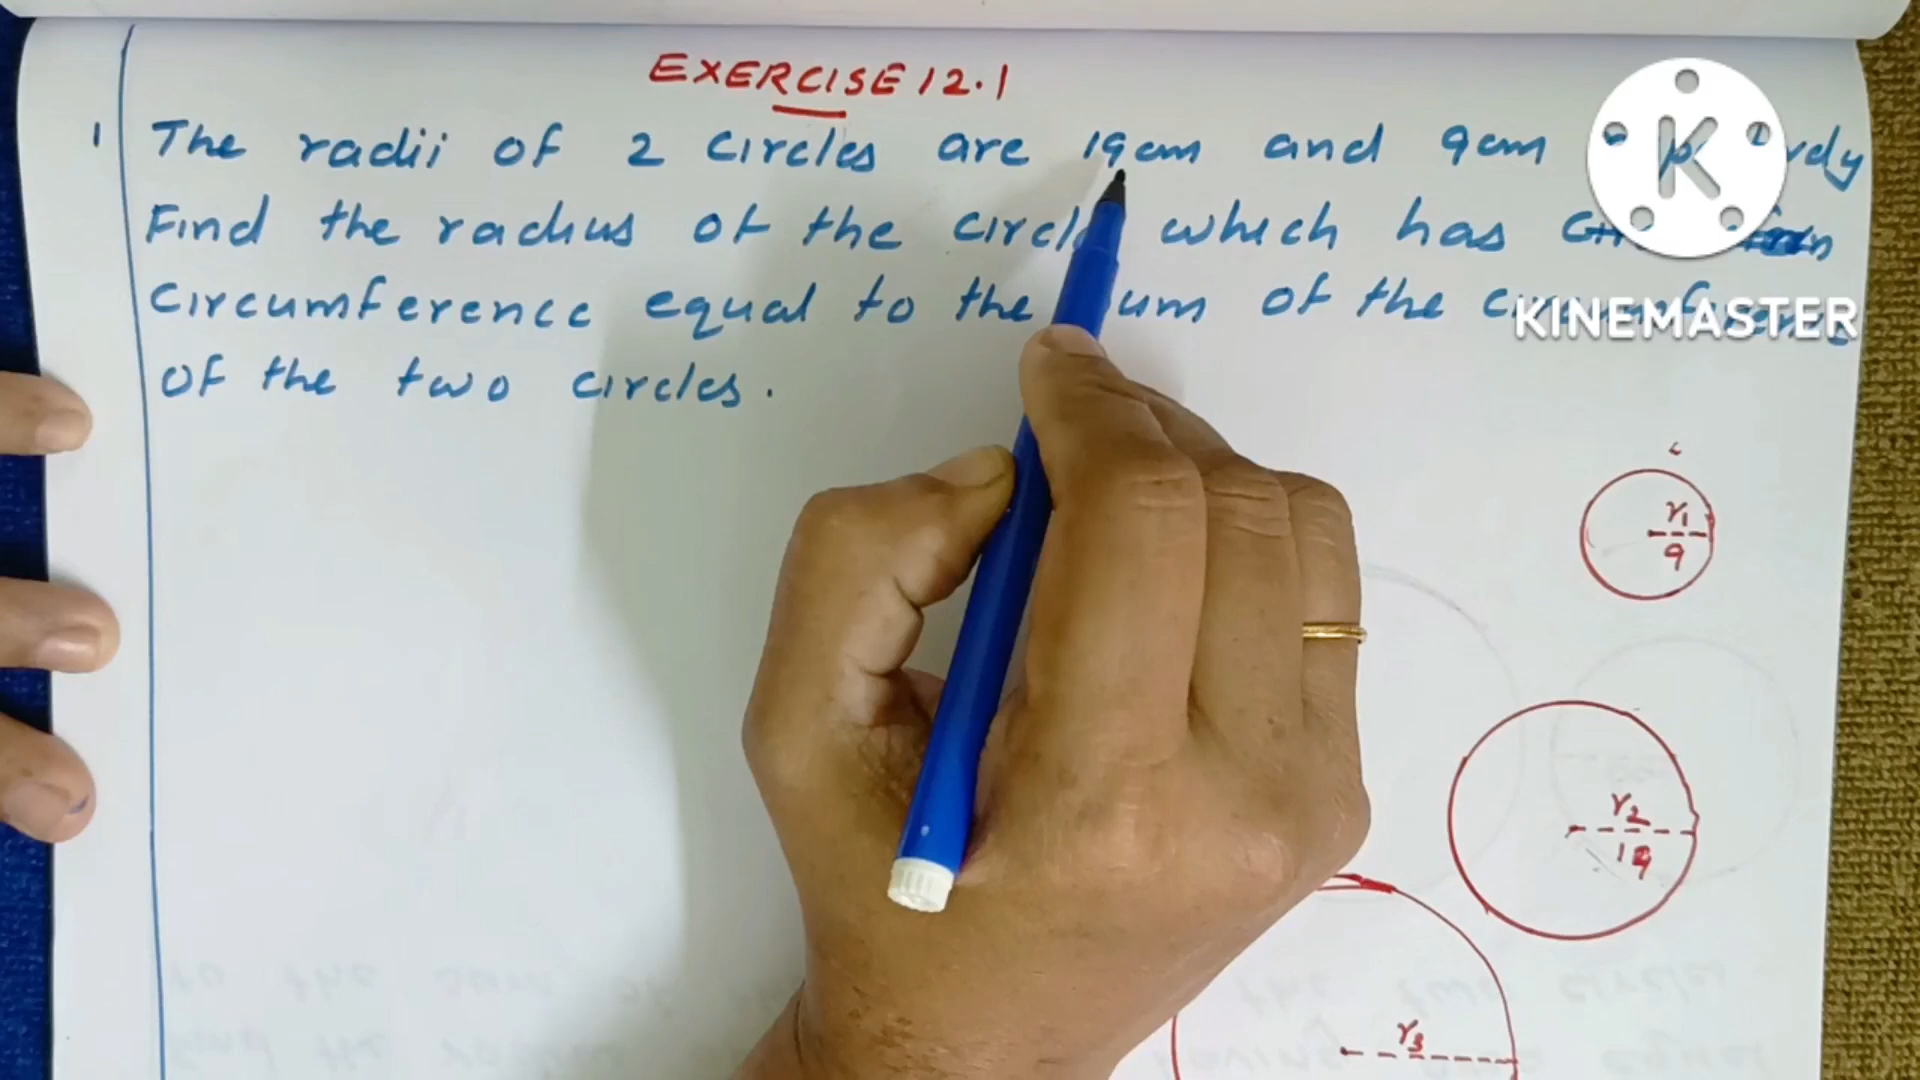 EXERCISE 12.1
1 The radii of 2 circles are 19cm and 9cm
Find the radius of the circle which has
circumference equal to the sum of the
of the two circles.
KINEMASTER
r1
9
r2
19
r3